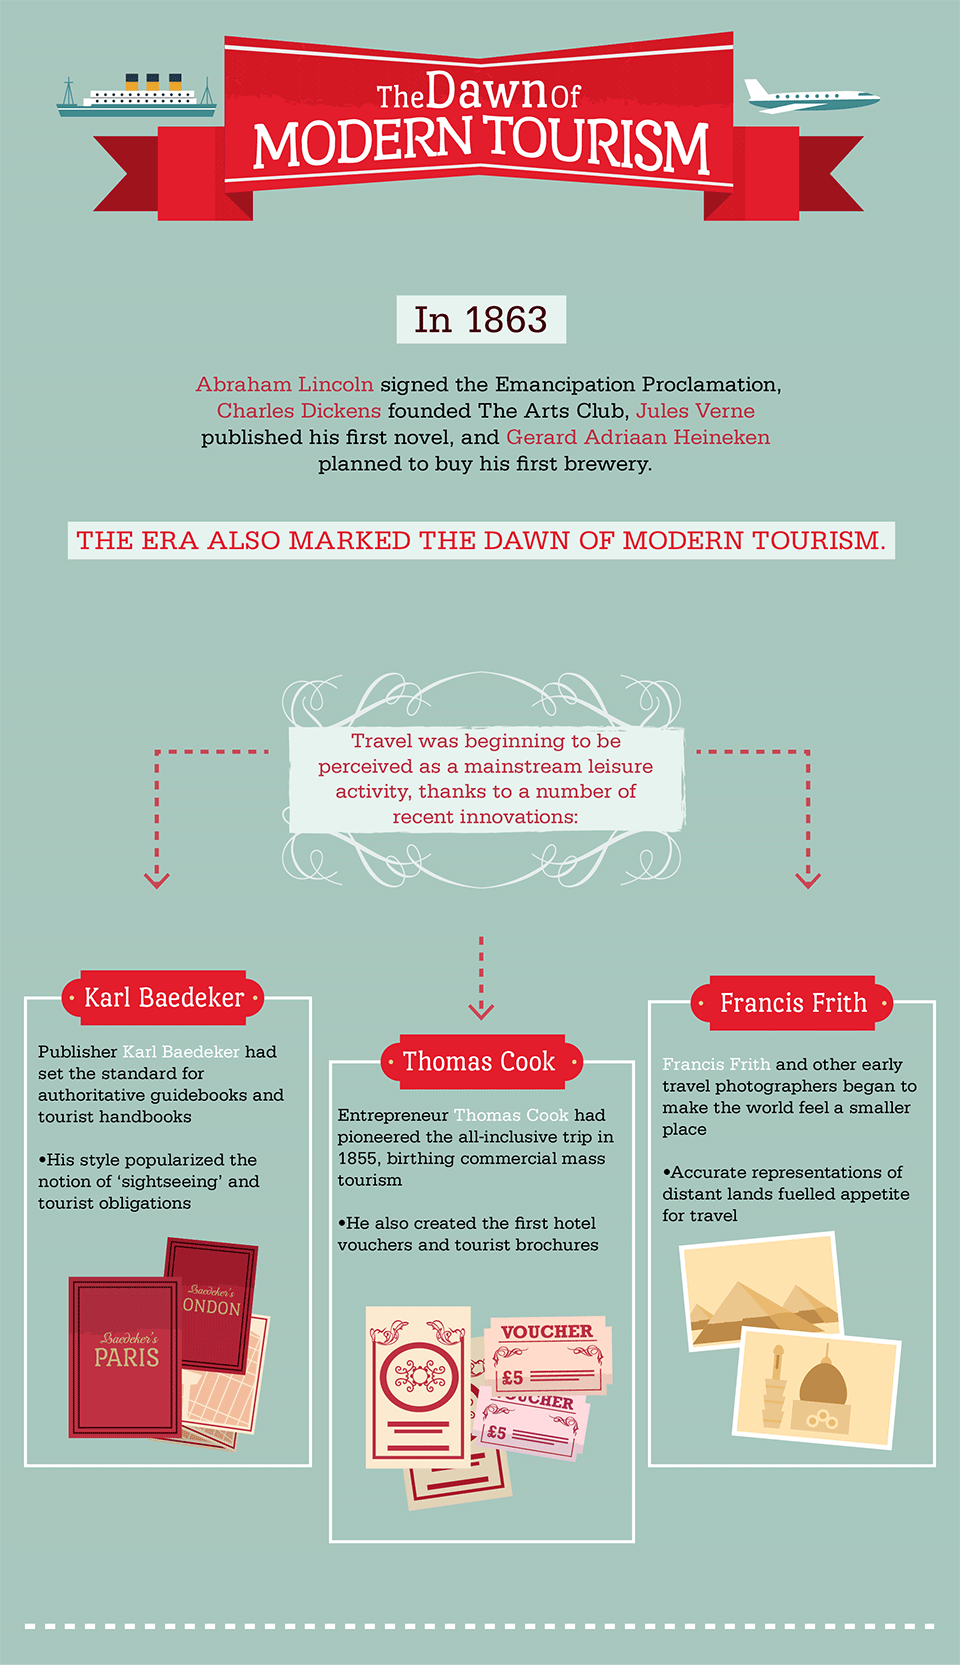 The Dawn Of
MODERN TOURISM
In 1863
Abraham Lincoln signed the Emancipation Proclamation,
Charles Dickens founded The Arts Club, Jules Verne
published his first novel, and Gerard Adriaan Heineken
planned to buy his first brewery.
THE ERA ALSO MARKED THE DAWN OF MODERN TOURISM.
Travel was beginning to be
perceived as a mainstream leisure
activity, thanks to a number of
recent innovations:
Karl Baedeker
Publisher Karl Baedeker had
set the standard for
authoritative guidebooks and
tourist handbooks
•His style popularized the
notion of ‘sightseeing’ and
tourist obligations
Baedeker's
ONDON
Baedeker's
PARIS
Thomas Cook
Entrepreneur Thomas Cook had
pioneered the all-inclusive trip in
1855, birthing commercial mass
tourism
•He also created the first hotel
vouchers and tourist brochures
VOUCHER
£5
UCHER
£5
Francis Frith
Francis Frith and other early
travel photographers began to
make the world feel a smaller
place
•Accurate representations of
distant lands fuelled appetite
for travel